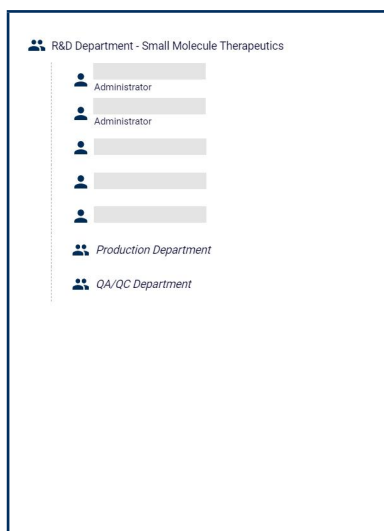 R&D Department - Small Molecule Therapeutics
Administrator
Administrator
Production Department
QA/QC Department